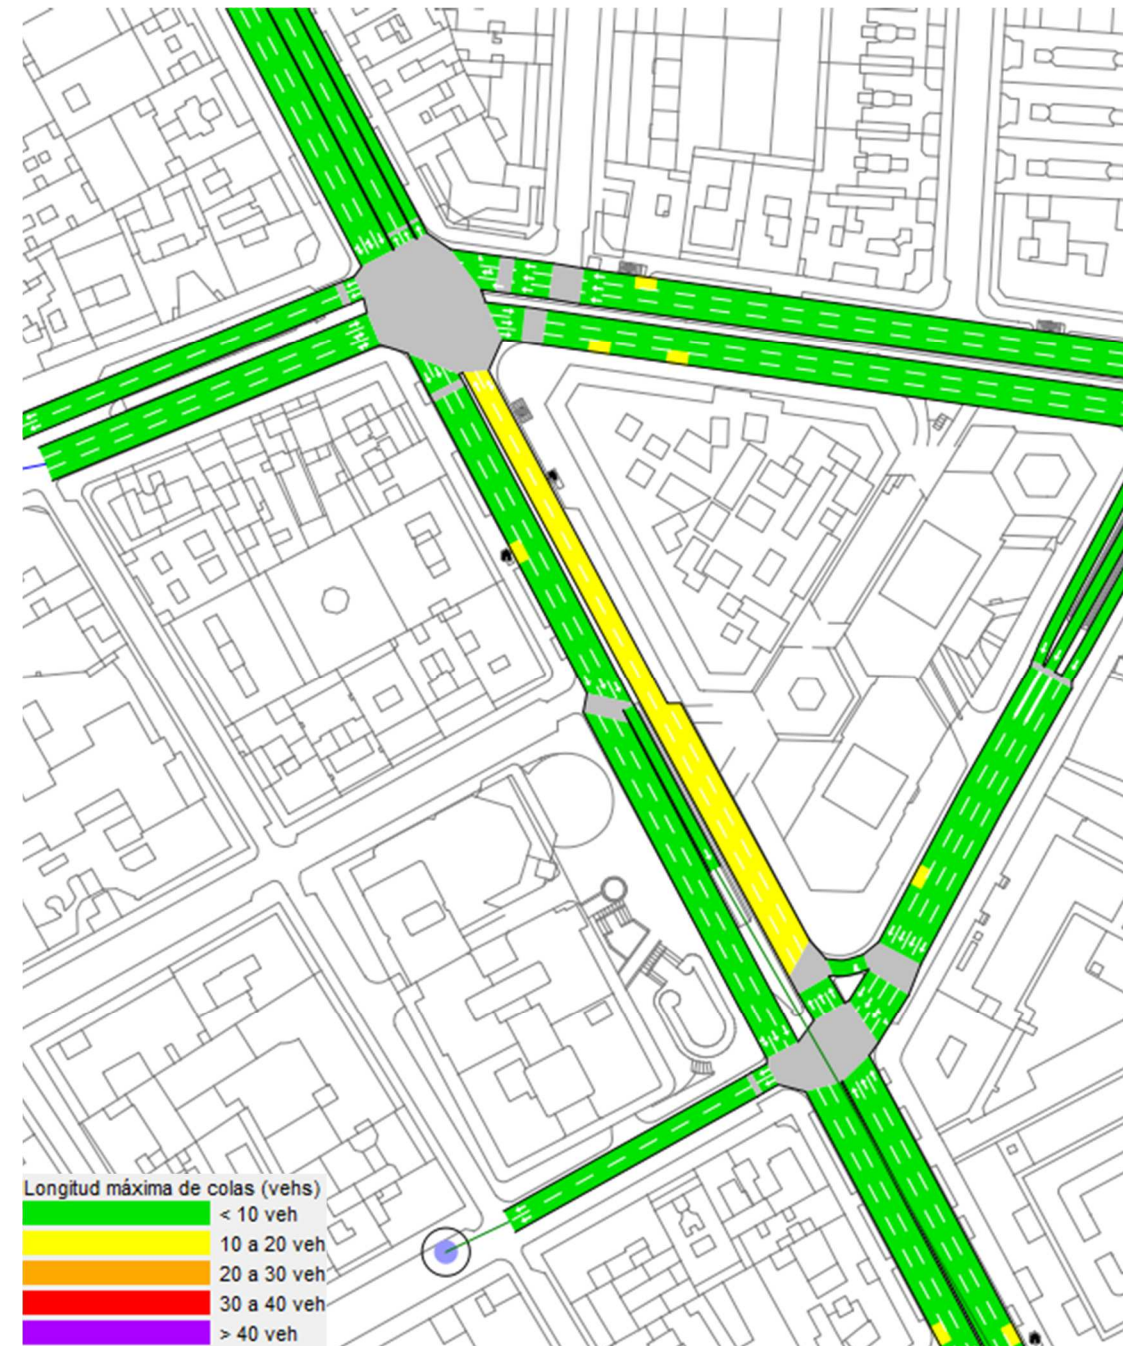 Longitud máxima de colas (vehs)
< 10 veh
10 a 20 veh
20 a 30 veh
30 a 40 veh
> 40 veh